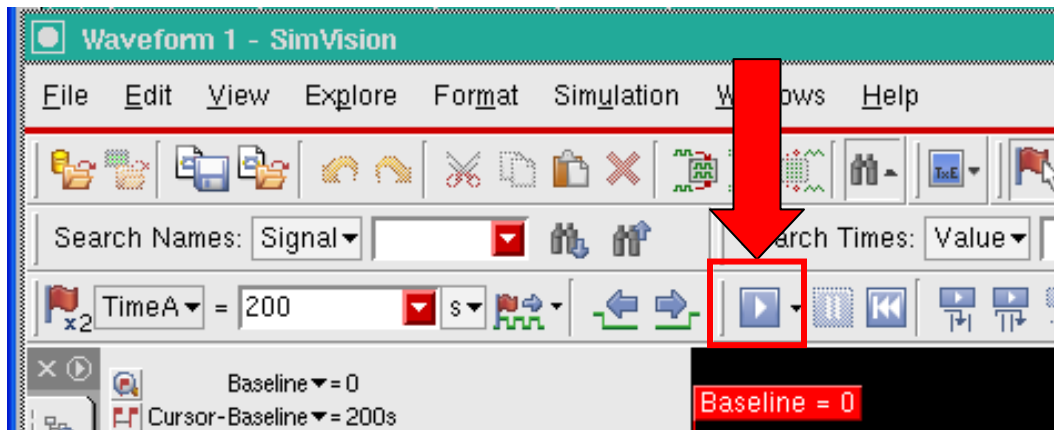 Waveform 1 - SimVision
File Edit View Explore Format Simulation Help
TxE
Search Names: Signal Times: Value
x2 TimeA = 200 s
Baseline = 0
Cursor-Baseline = 200s
Baseline = 0